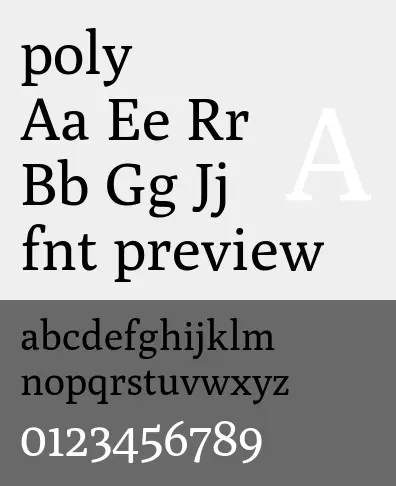 poly
Aa Ee Rr
A
Bb Gg Jj
fnt preview
abcdefghijklm
nopqrstuvwxyz
0123456789